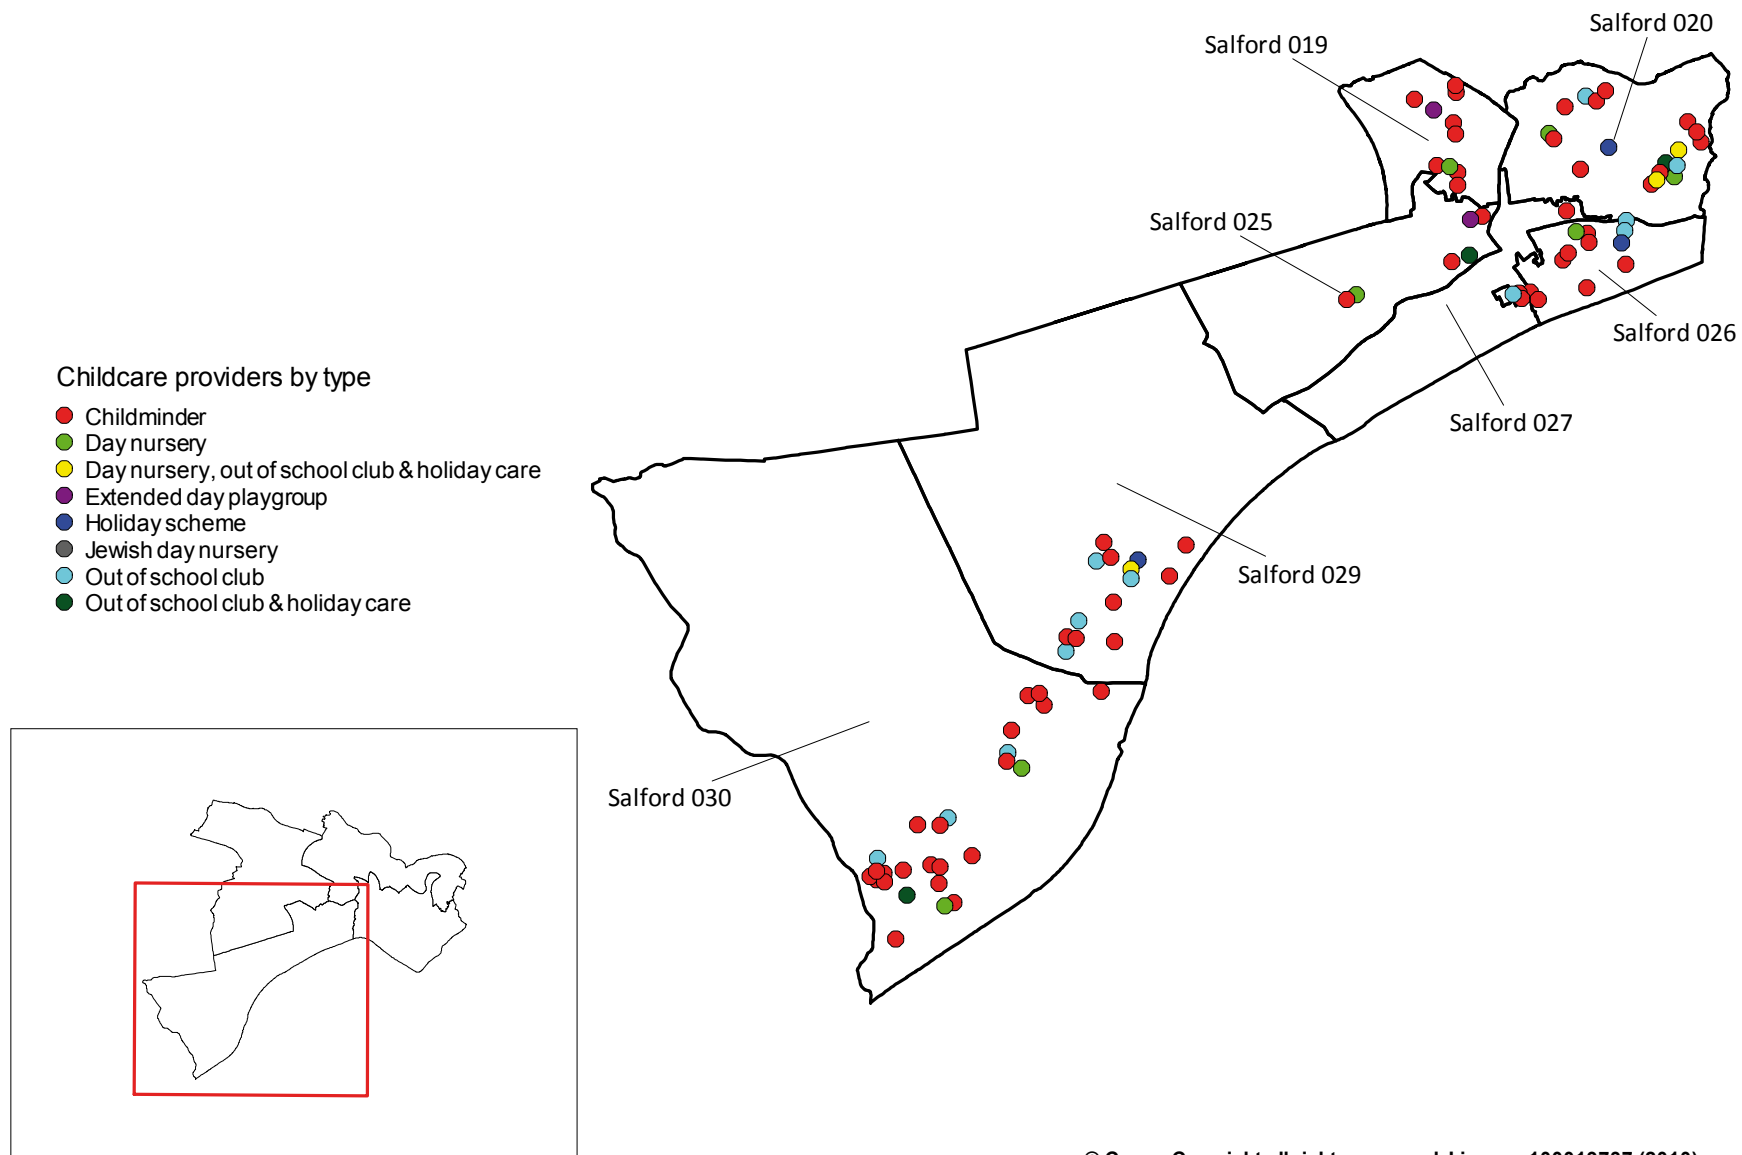 Salford 020
Salford 019
Salford 025
Salford 026
Salford 027
Salford 029
Salford 030
Childcare providers by type
Childminder
Day nursery
Day nursery, out of school club & holiday care
Extended day playgroup
Holiday scheme
Jewish day nursery
Out of school club
Out of school club & holiday care